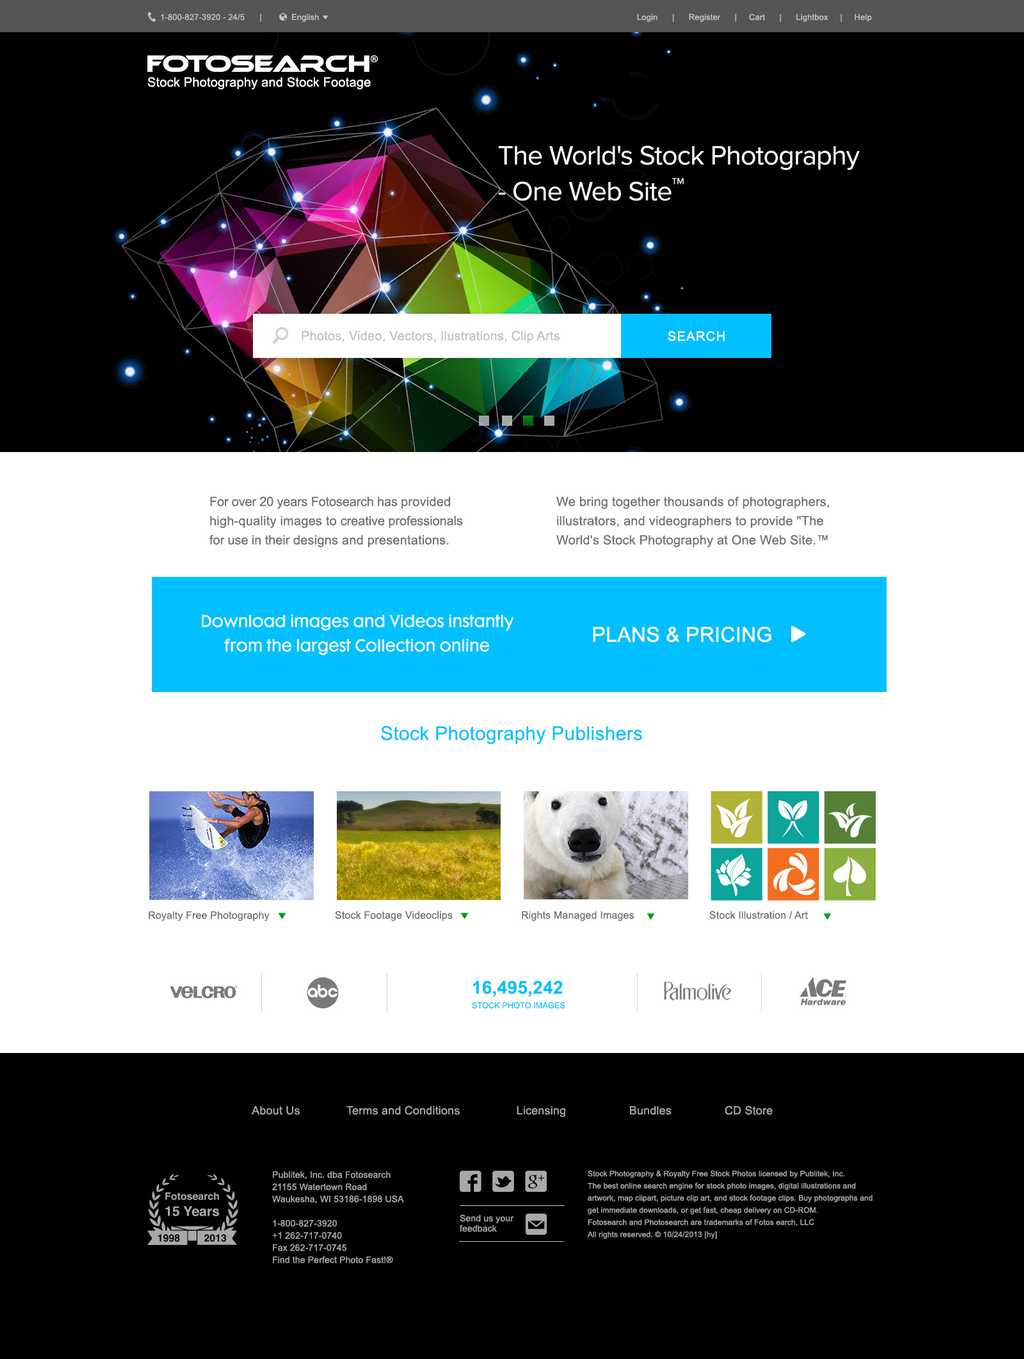 1-800-827-3920 - 24/5 | English
Login | Register | Cart | Lightbox | Help
FOTOSEARCH®
Stock Photography and Stock Footage
The World's Stock Photography
- One Web Site™
Photos, Video, Vectors, Ilustrations, Clip Arts
SEARCH
For over 20 years Fotosearch has provided
high-quality images to creative professionals
for use in their designs and presentations.
We bring together thousands of photographers,
illustrators, and videographers to provide "The
World's Stock Photography at One Web Site.™
Download images and Videos instantly
from the largest Collection online
PLANS & PRICING
Stock Photography Publishers
Royalty Free Photography
Stock Footage Videoclips
Rights Managed Images
Stock Illustration / Art
VELCRO
abc
16,495,242
STOCK PHOTO IMAGES
Palmolive
ACE
Hardware
About Us
Terms and Conditions
Licensing
Bundles
CD Store
Fotosearch
15 Years
1998
2013
Publitek, Inc. dba Fotosearch
21155 Watertown Road
Waukesha, WI 53186-1898 USA
1-800-827-3920
+1 262-717-0740
Fax 262-717-0745
Find the Perfect Photo Fast!®
f
g+
Send us your
feedback
Stock Photography & Royalty Free Stock Photos licensed by Publitek, Inc.
The best online search engine for stock photo images, digital illustrations and
artwork, map clipart, picture clip art, and stock footage clips. Buy photographs and
get immediate downloads, or get fast, cheap delivery on CD-ROM.
Fotosearch and Photosearch are trademarks of Fotos earch, LLC
All rights reserved. © 10/24/2013 [hy]